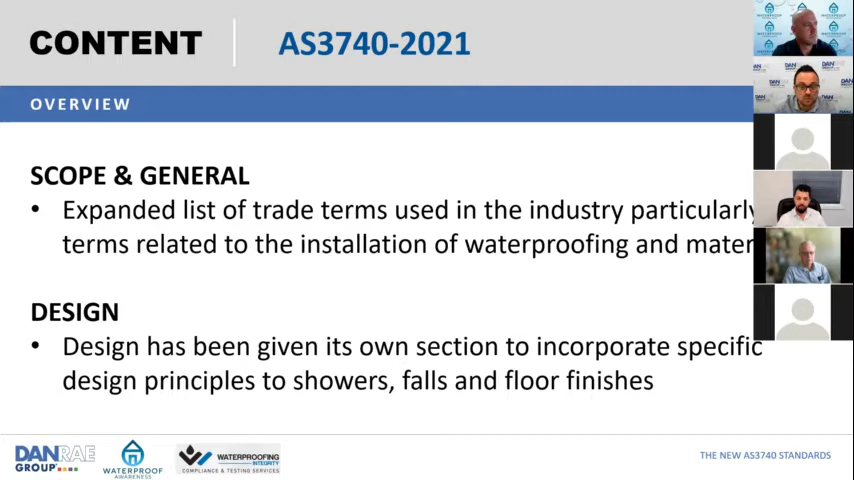 CONTENT
AS3740-2021
OVERVIEW
SCOPE & GENERAL
• Expanded list of trade terms used in the industry particularly
terms related to the installation of waterproofing and mater
DESIGN
• Design has been given its own section to incorporate specific
design principles to showers, falls and floor finishes
DANRAE
GROUP
WATERPROOF
AWARENESS
WATERPROOFING
INTEGRITY
COMPLIANCE & TESTING SERVICES
THE NEW AS3740 STANDARDS